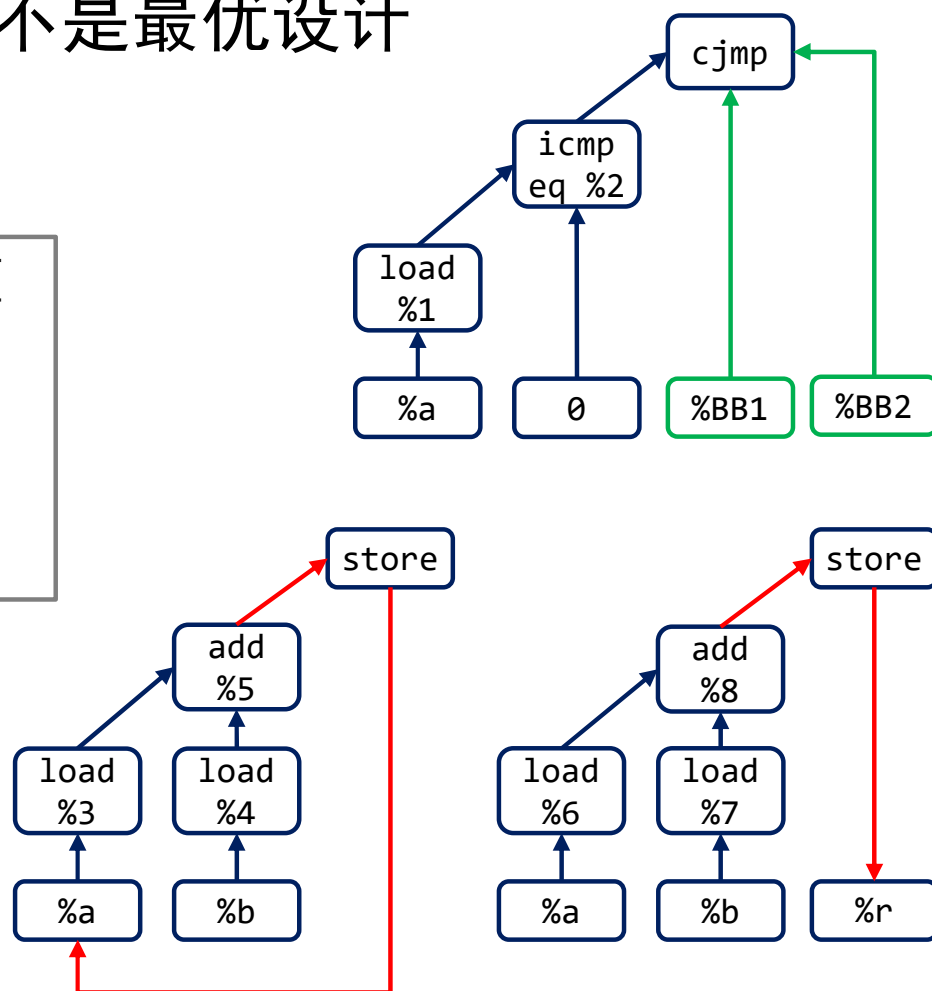 不是最优设计
cjmp
icmp
eq %2
load
%1
%a
0
%BB1
%BB2
store
add
%5
load
%3
load
%4
%a
%b
store
add
%8
load
%6
load
%7
%a
%b
%r